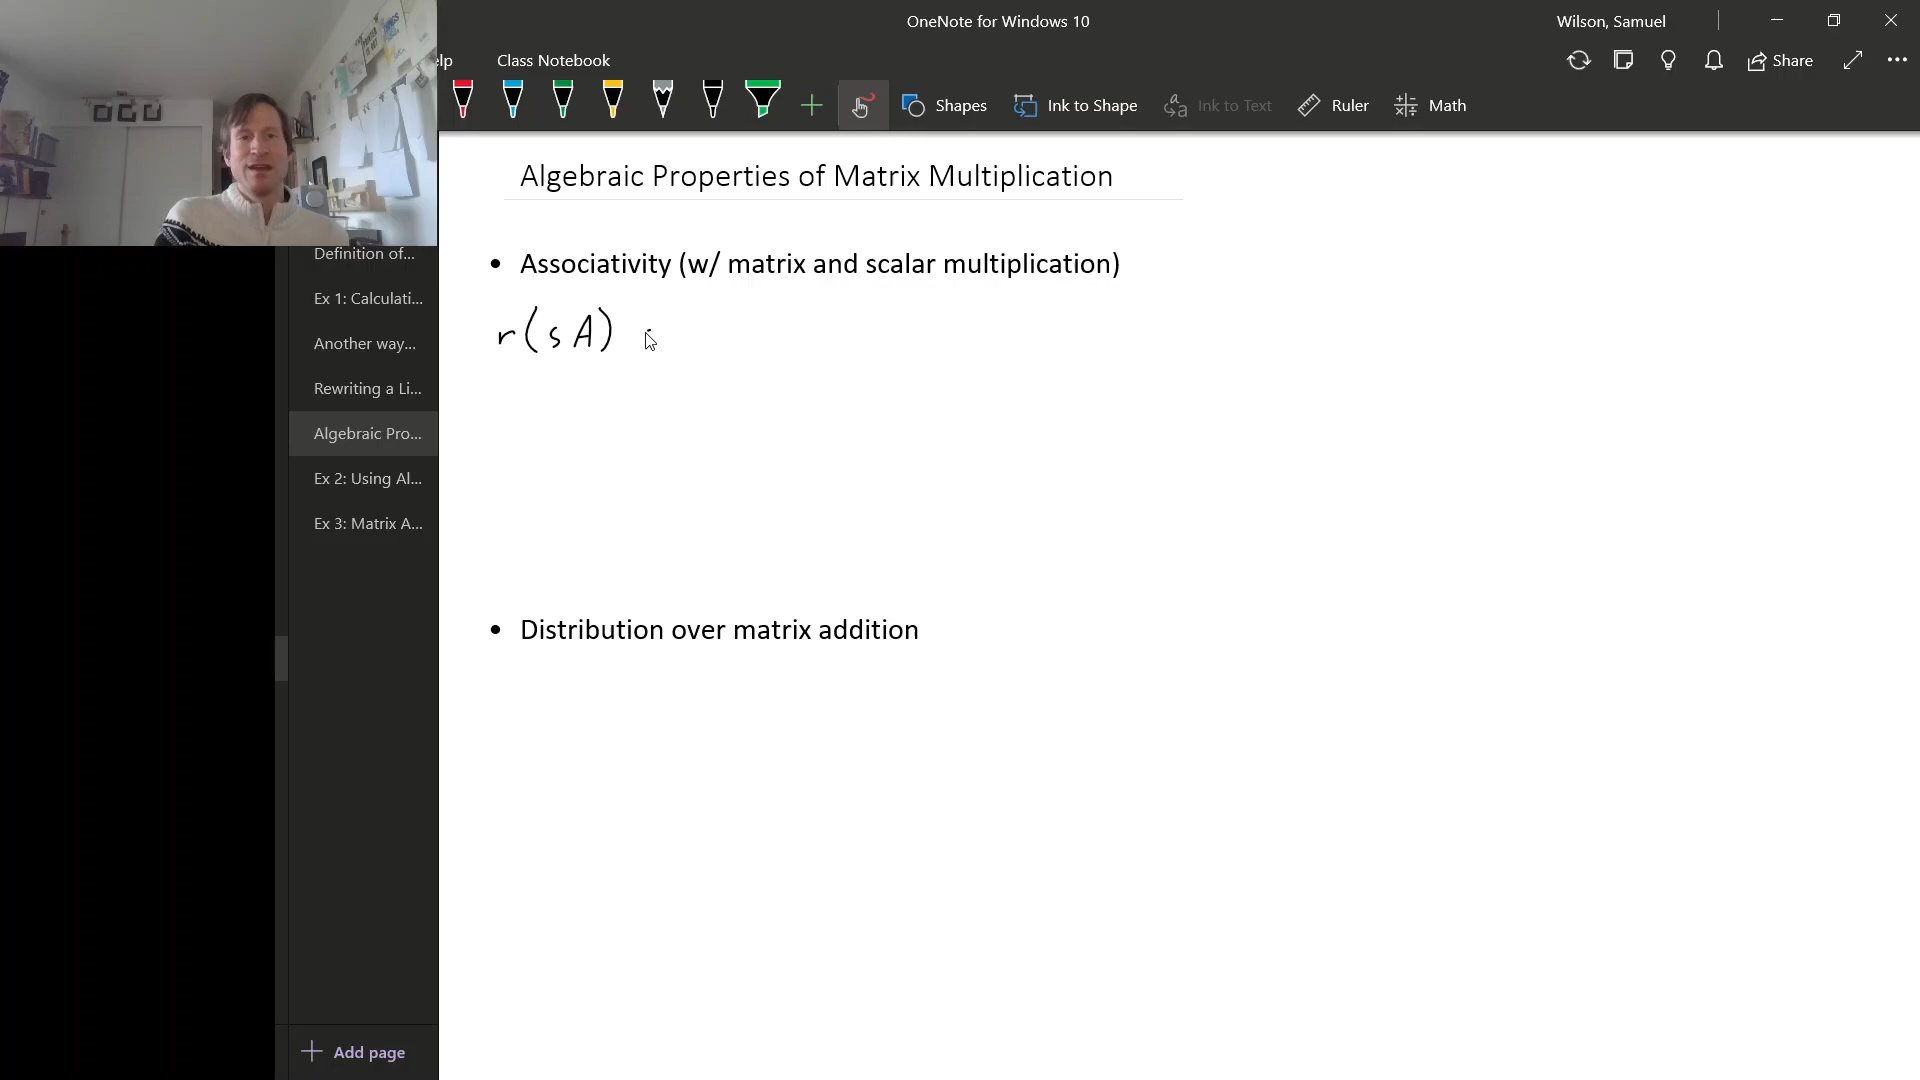 OneNote for Windows 10
Wilson, Samuel
elp
Class Notebook
Share
Shapes
Ink to Shape
Ink to Text
Ruler
Math
Algebraic Properties of Matrix Multiplication
• Associativity (w/ matrix and scalar multiplication)
r(sA)
• Distribution over matrix addition
Definition of...
Ex 1: Calculati...
Another way...
Rewriting a Li...
Algebraic Pro...
Ex 2: Using Al...
Ex 3: Matrix A...
Add page